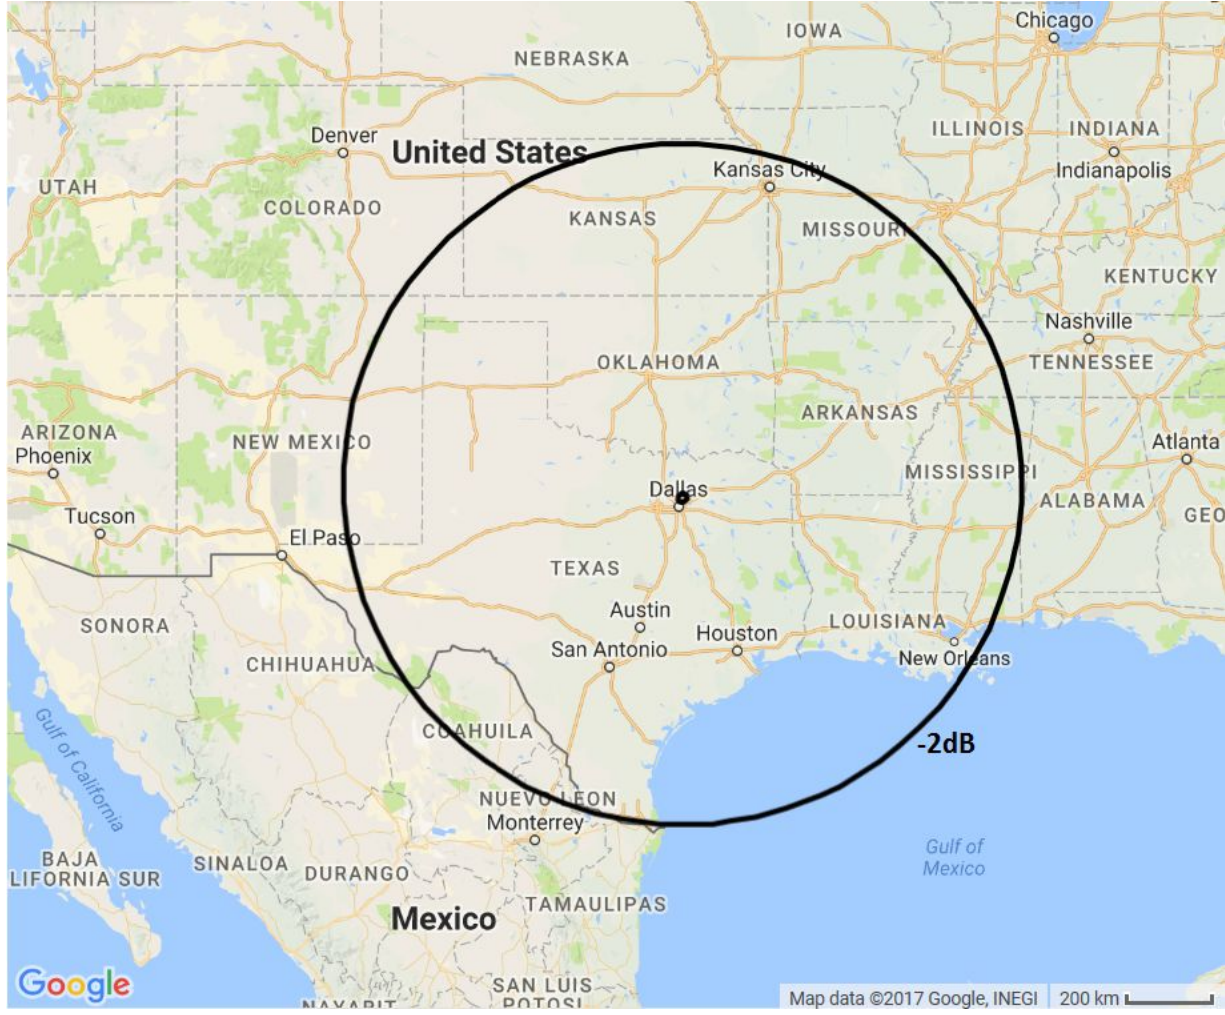 Chicago
IOWA
NEBRASKA
ILLINOIS
INDIANA
Denver
United States
Indianapolis
Kansas City
UTAH
COLORADO
KANSAS
MISSOURI
KENTUCKY
Nashville
OKLAHOMA
TENNESSEE
ARKANSAS
ARIZONA
NEW MEXICO
Atlanta
Phoenix
MISSISSIPPI
Dallas
ALABAMA
Tucson
GEO
El Paso
TEXAS
Austin
SONORA
LOUISIANA
Houston
San Antonio
New Orleans
CHIHUAHUA
COAHUILA
Gulf of California
-2dB
NUEVO LEON
Monterrey
Gulf of
Mexico
BAJA
LIFORNIA SUR
SINALOA
DURANGO
TAMAULIPAS
Mexico
Google
SAN LUIS
POTOSI
NAYARIT
Map data ©2017 Google, INEGI
200 km